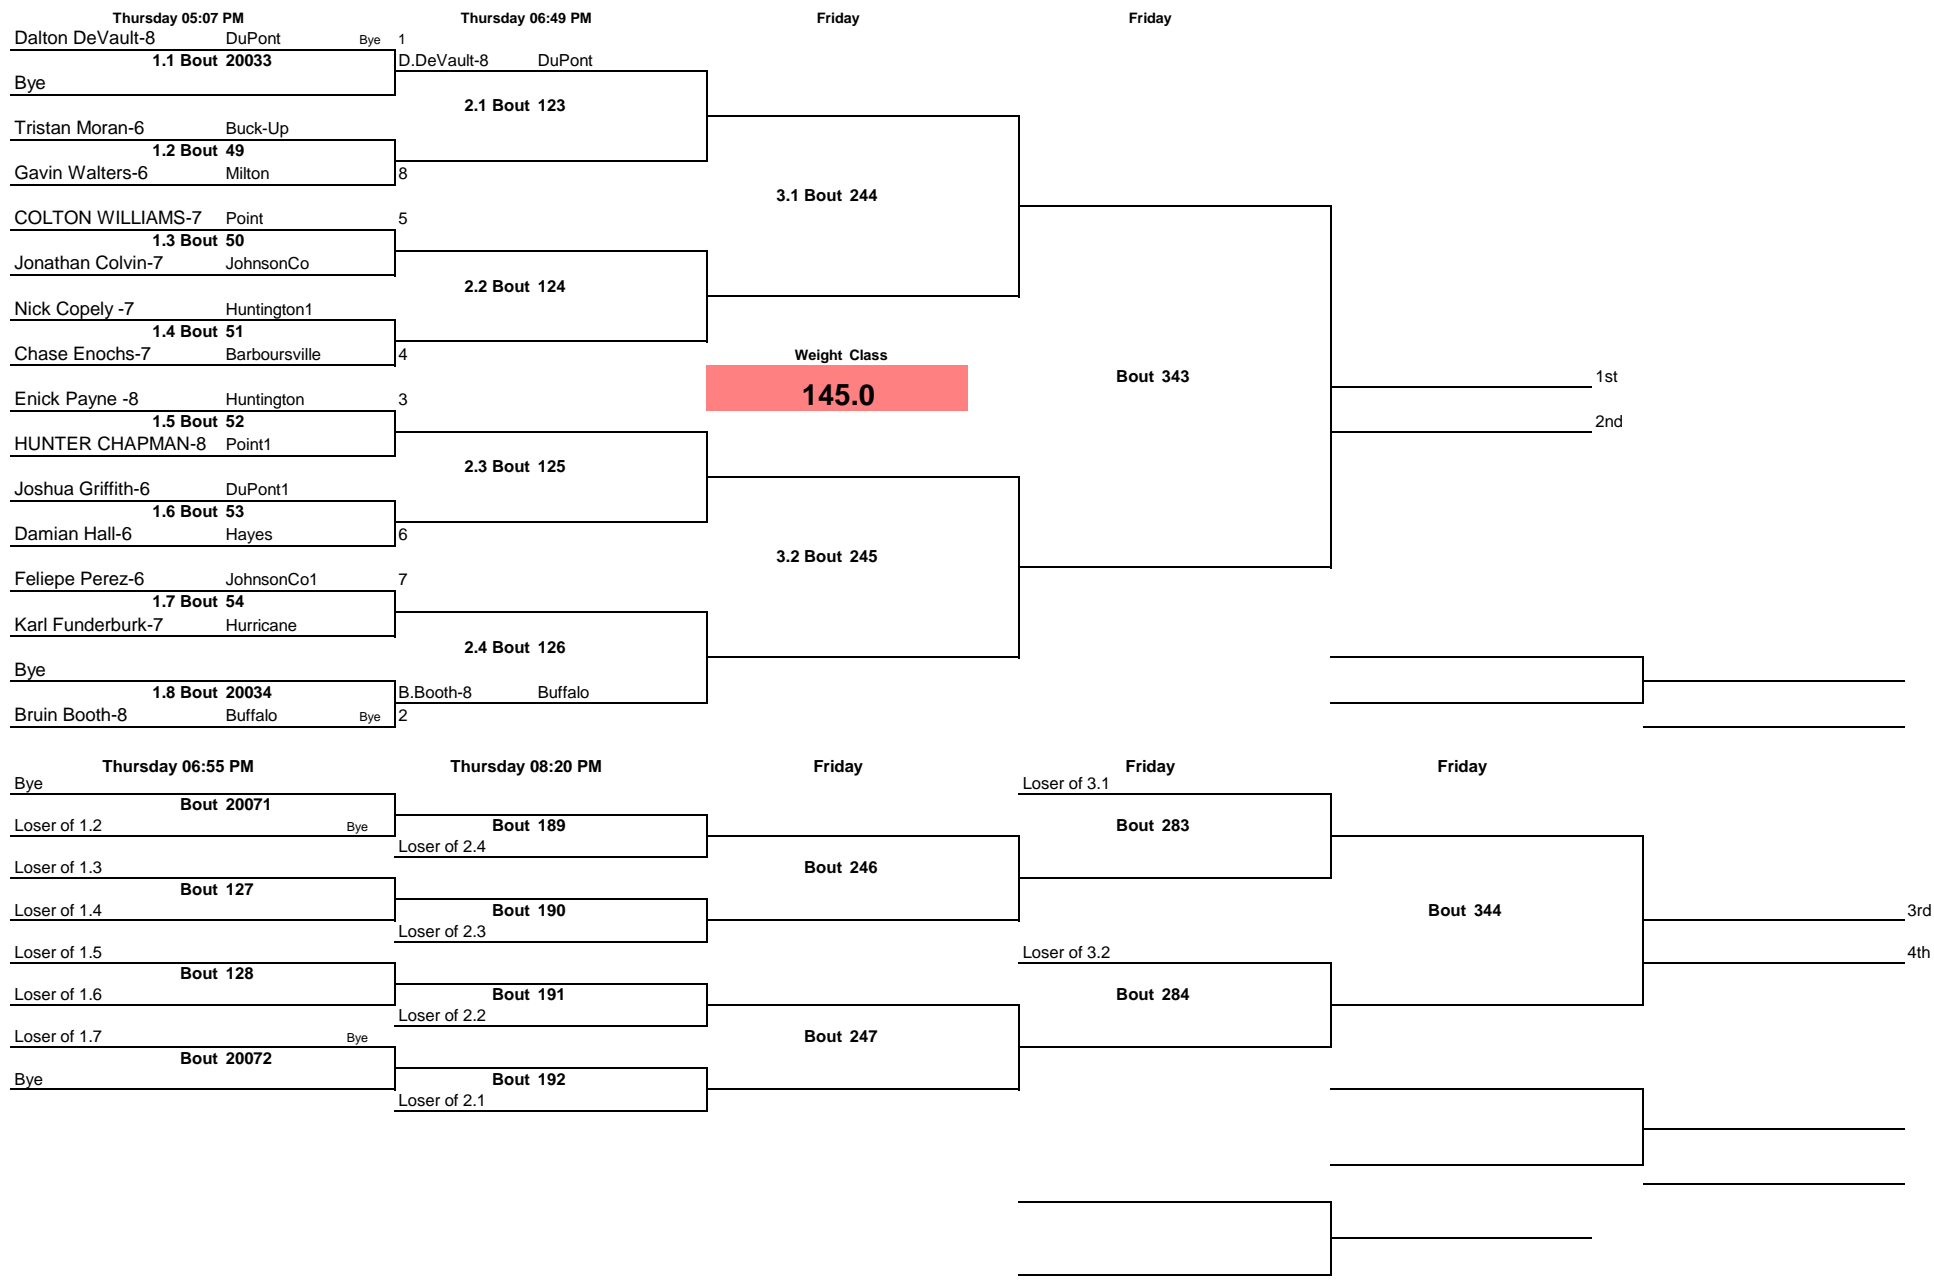 Thursday 05:07 PM Thursday 06:49 PM Friday Friday
Dalton DeVault-8 DuPont Bye 1
1.1 Bout 20033 D.DeVault-8 DuPont
Bye
2.1 Bout 123
Tristan Moran-6 Buck-Up
1.2 Bout 49
Gavin Walters-6 Milton 8
3.1 Bout 244
COLTON WILLIAMS-7 Point 5
1.3 Bout 50
Jonathan Colvin-7 JohnsonCo
2.2 Bout 124
Nick Copely -7 Huntington1
1.4 Bout 51
Chase Enochs-7 Barboursville 4 Weight Class
Bout 343 1st
Enick Payne -8 Huntington 3 145.0
1.5 Bout 52 2nd
HUNTER CHAPMAN-8 Point1
2.3 Bout 125
Joshua Griffith-6 DuPont1
1.6 Bout 53
Damian Hall-6 Hayes 6
3.2 Bout 245
Feliepe Perez-6 JohnsonCo1 7
1.7 Bout 54
Karl Funderburk-7 Hurricane
2.4 Bout 126
Bye
1.8 Bout 20034 B.Booth-8 Buffalo
Bruin Booth-8 Buffalo Bye 2
Thursday 06:55 PM Thursday 08:20 PM Friday Friday Friday
Bye Loser of 3.1
Bout 20071
Loser of 1.2 Bye Bout 189 Bout 283
Loser of 2.4
Loser of 1.3 Bout 246
Bout 127
Loser of 1.4 Bout 190 Bout 344 3rd
Loser of 2.3
Loser of 1.5 Loser of 3.2 4th
Bout 128
Loser of 1.6 Bout 191 Bout 284
Loser of 2.2
Loser of 1.7 Bye Bout 247
Bout 20072
Bye Bout 192
Loser of 2.1